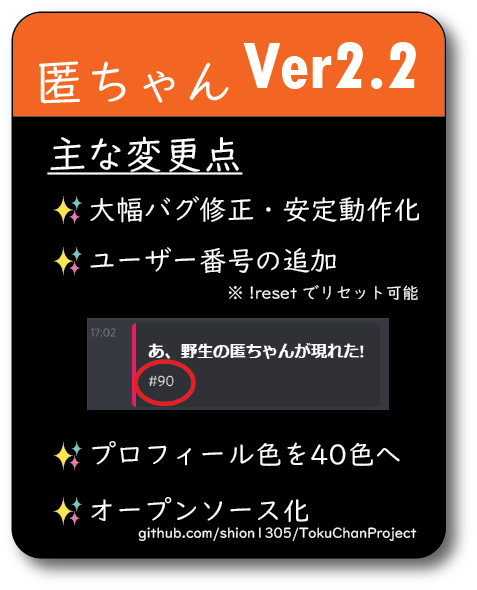 匿ちゃん Ver2.2
主な変更点
大幅バグ修正・安定動作化
ユーザー番号の追加
※ !reset でリセット可能
17:02
あ、野生の匿ちゃんが現れた!
#90
プロフィール色を40色へ
オープンソース化
github.com/shion1305/TokuChanProject